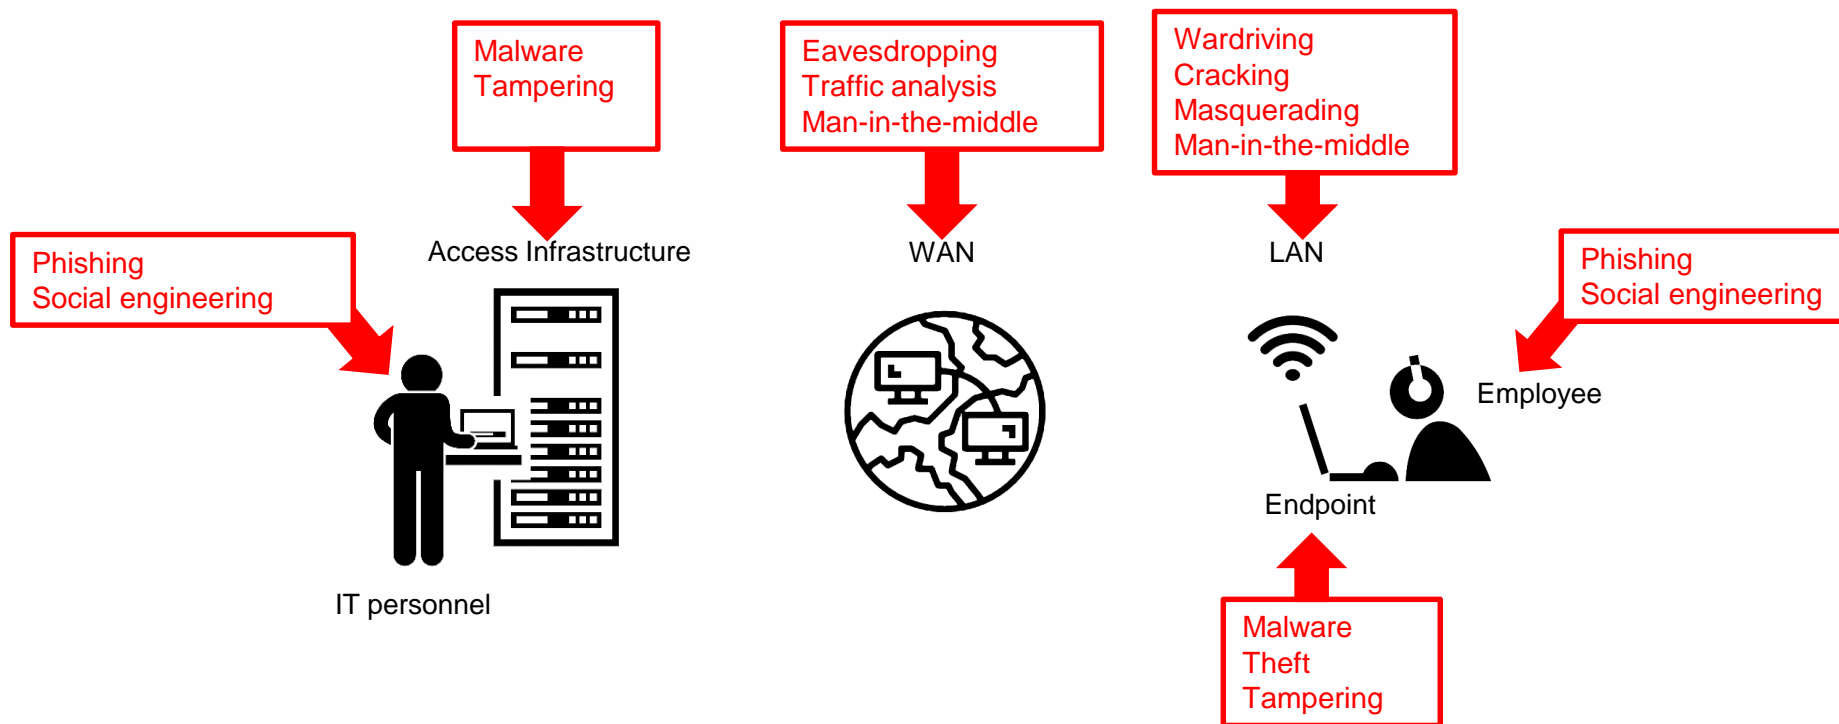 Malware
Tampering
Eavesdropping
Traffic analysis
Man-in-the-middle
Wardriving
Cracking
Masquerading
Man-in-the-middle
Phishing
Social engineering
Access Infrastructure
WAN
LAN
Phishing
Social engineering
Employee
Endpoint
IT personnel
Malware
Theft
Tampering